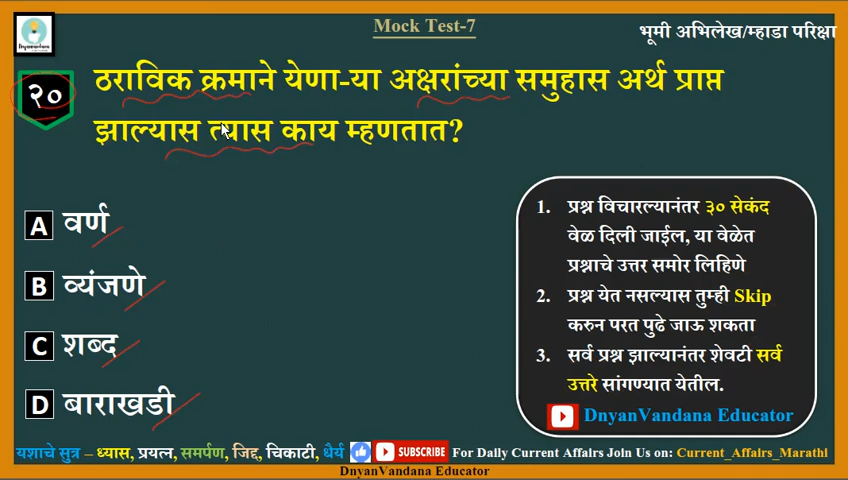 Mock Test-7
भूमी अभिलेख/म्हाडा परिक्षा
२०
ठराविक क्रमाने येणा-या अक्षरांच्या समुहास अर्थ प्राप्त
झाल्यास त्यास काय म्हणतात?
A वर्ण
B व्यंजणे
C शब्द
D बाराखडी
1. प्रश्न विचारल्यानंतर ३० सेकंद
वेळ दिली जाईल, या वेळेत
प्रश्नाचे उत्तर समोर लिहिणे
2. प्रश्न येत नसल्यास तुम्ही Skip
करुन परत पुढे जाऊ शकता
3. सर्व प्रश्न झाल्यानंतर शेवटी सर्व
उत्तरे सांगण्यात येतील.
DnyanVandana Educator
यशाचे सुत्र – ध्यास, प्रयत्न, समर्पण, जिद्द, चिकाटी, धैर्य SUBSCRIBE For Daily Current Affairs Join Us on: Current_Affairs_Marathi
DnyanVandana Educator